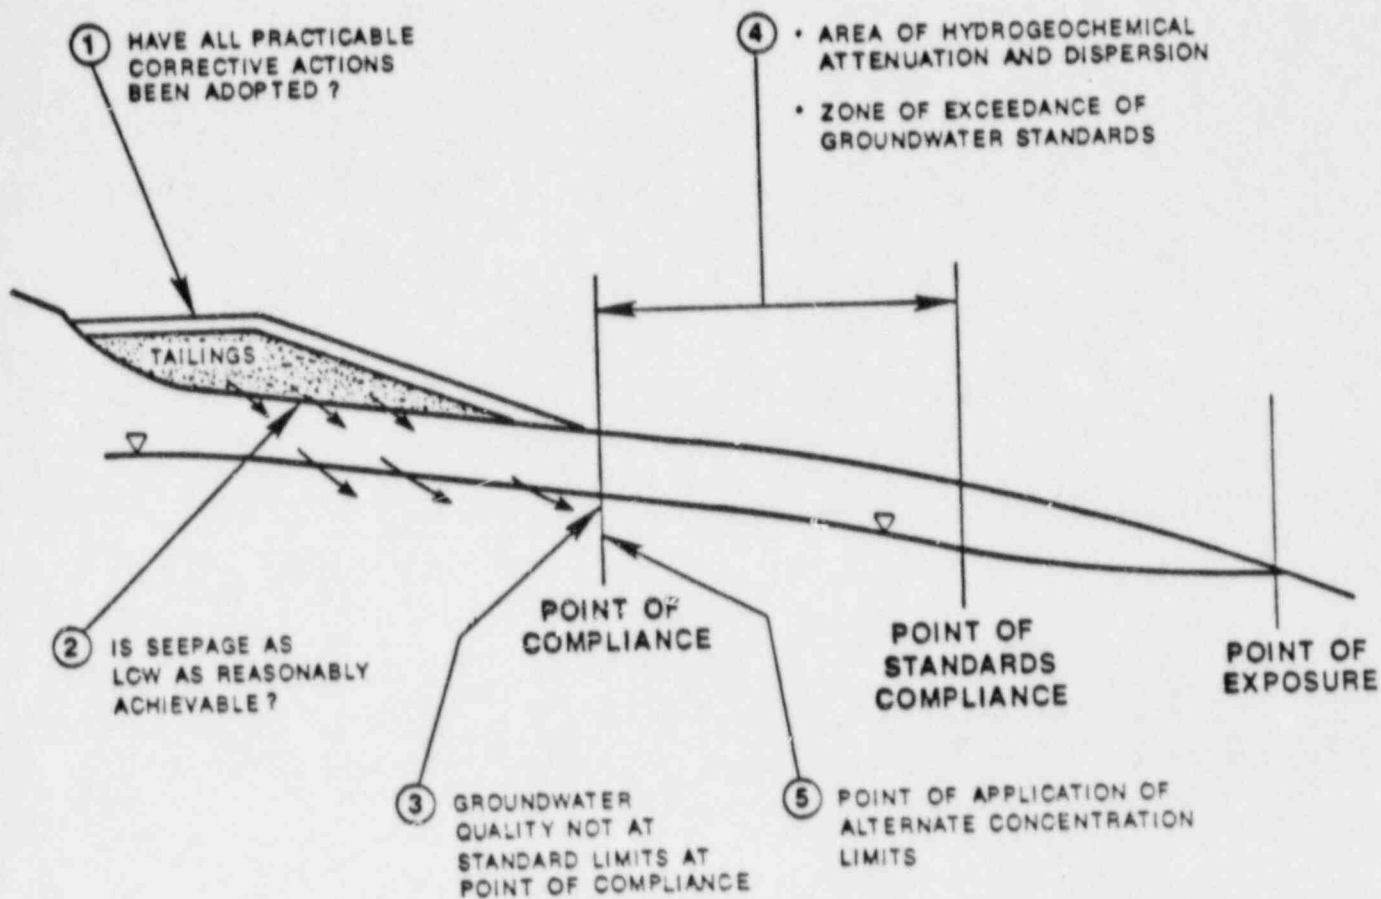 1 HAVE ALL PRACTICABLE
CORRECTIVE ACTIONS
BEEN ADOPTED ?
4 • AREA OF HYDROGEOCHEMICAL
ATTENUATION AND DISPERSION
• ZONE OF EXCEEDANCE OF
GROUNDWATER STANDARDS
TAILINGS
POINT OF
COMPLIANCE
POINT OF
STANDARDS
COMPLIANCE
POINT OF
EXPOSURE
2 IS SEEPAGE AS
LOW AS REASONABLY
ACHIEVABLE ?
3 GROUNDWATER
QUALITY NOT AT
STANDARD LIMITS AT
POINT OF COMPLIANCE
5 POINT OF APPLICATION OF
ALTERNATE CONCENTRATION
LIMITS